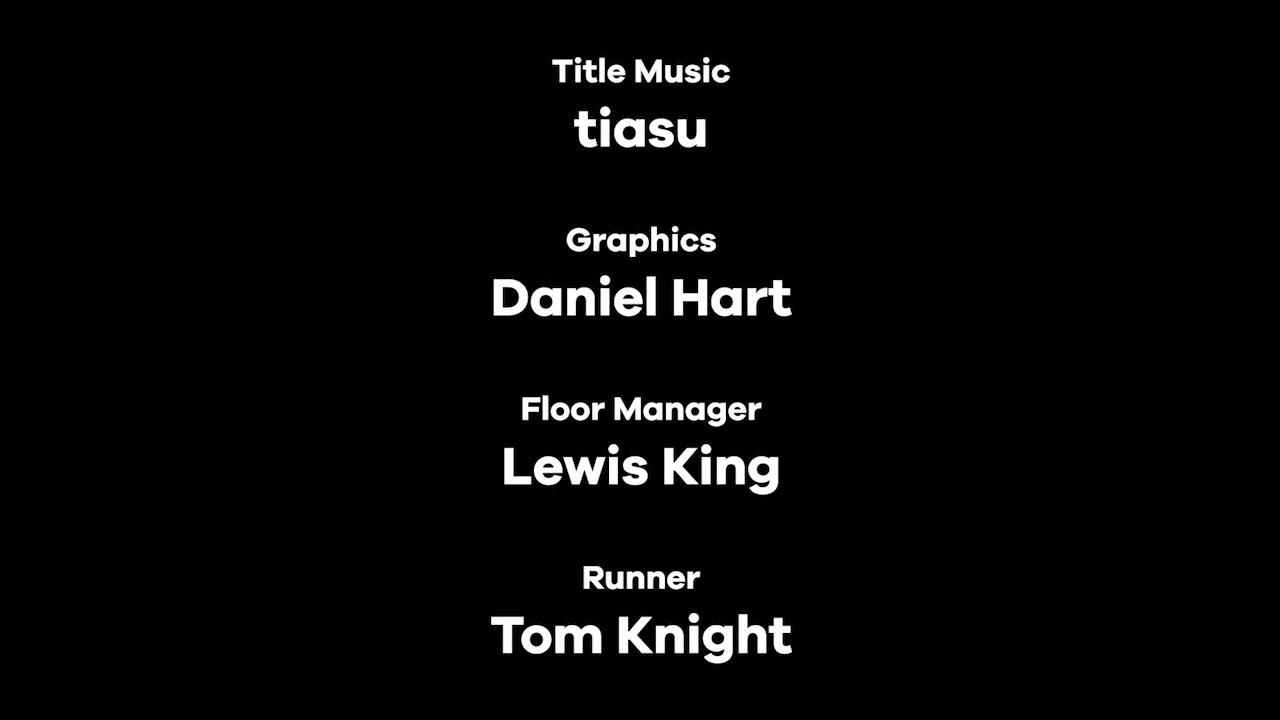 Title Music
tiasu
Graphics
Daniel Hart
Floor Manager
Lewis King
Runner
Tom Knight